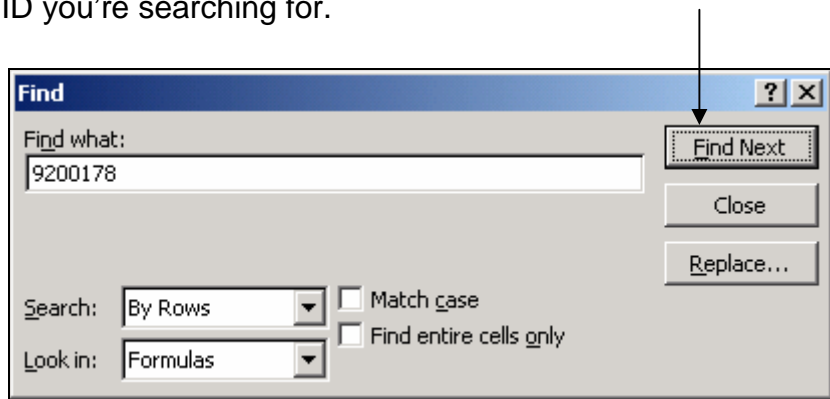 ID you're searching for.
Find
Find what:
9200178
Find Next
Close
Replace...
Search: By Rows
Match case
Find entire cells only
Look in: Formulas